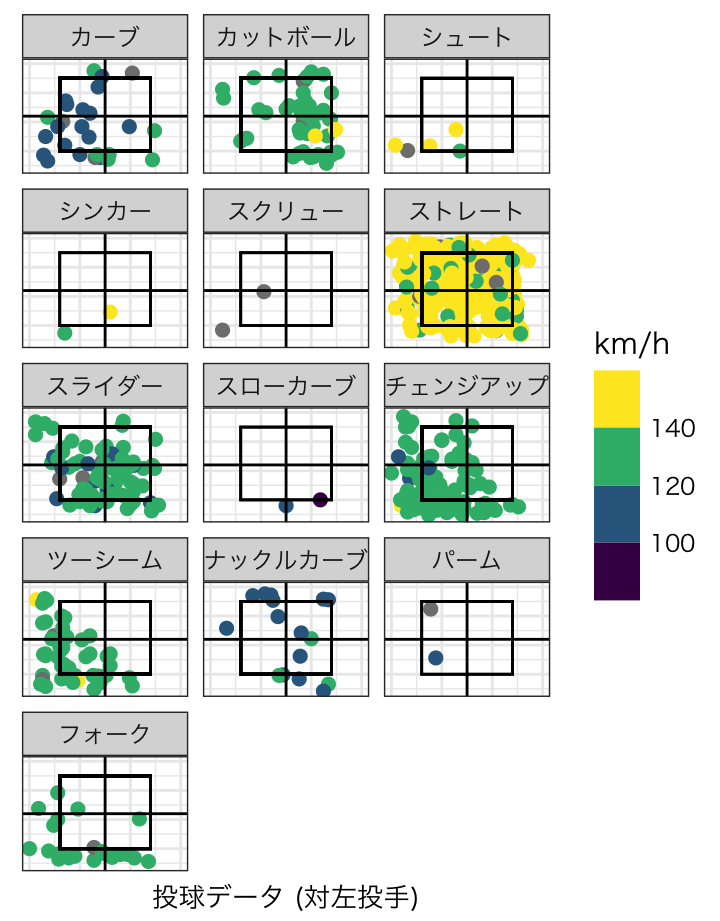 カーブ
カットボール
シュート
シンカー
スクリュー
ストレート
スライダー
スローカーブ
チェンジアップ
ツーシーム
ナックルカーブ
パーム
フォーク
km/h
140
120
100
投球データ (対左投手)